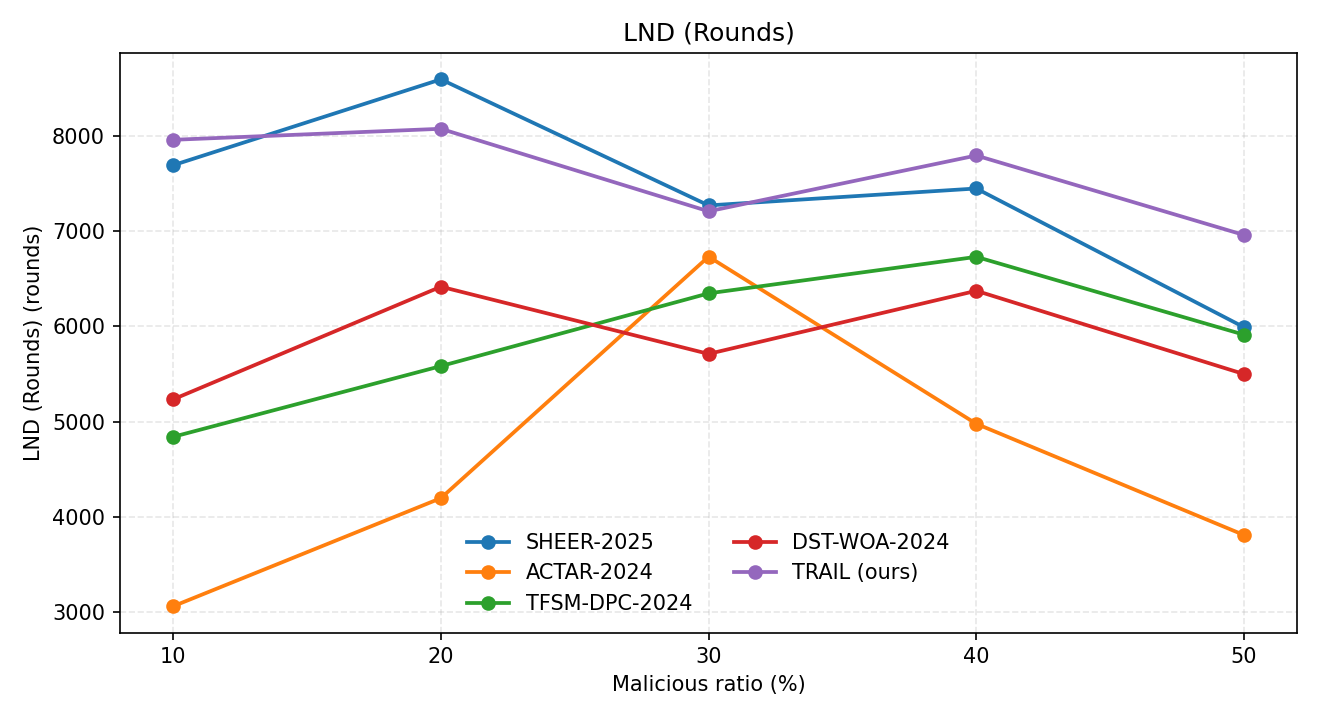 LND (Rounds)
LND (Rounds) (rounds)
8000
7000
6000
5000
4000
3000
SHEER-2025
ACTAR-2024
TFSM-DPC-2024
DST-WOA-2024
TRAIL (ours)
10 20 30 40 50
Malicious ratio (%)